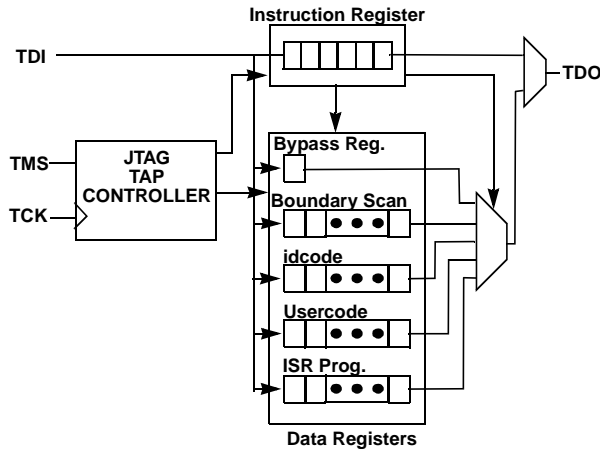 Instruction Register
TDI
TDO
TMS
JTAG
TAP
CONTROLLER
TCK
Bypass Reg.
Boundary Scan
idcode
Usercode
ISR Prog.
Data Registers